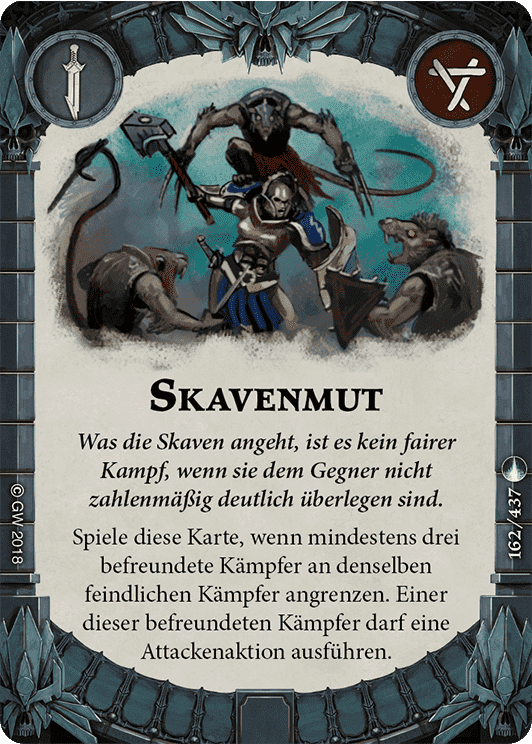 SKAVENMUT
Was die Skaven angeht, ist es kein fairer
Kampf, wenn sie dem Gegner nicht
zahlenmäßig deutlich überlegen sind.
Spiele diese Karte, wenn mindestens drei
befreundete Kämpfer an denselben
feindlichen Kämpfer angrenzen. Einer
dieser befreundeten Kämpfer darf eine
Attackenaktion ausführen.
© GW 2018
162/437